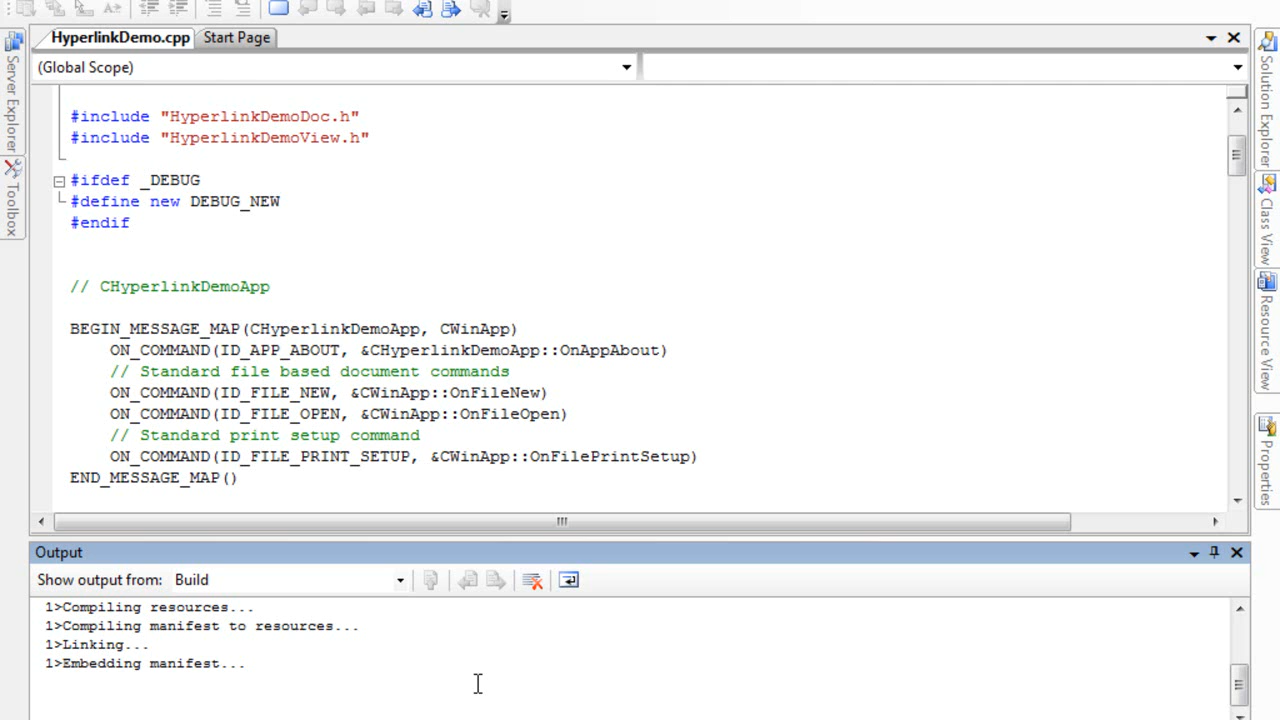 HyperlinkDemo.cpp
Start Page
(Global Scope)
#include "HyperlinkDemoDoc.h"
#include "HyperlinkDemoView.h"
#ifdef _DEBUG
#define new DEBUG_NEW
#endif
// CHyperlinkDemoApp
BEGIN_MESSAGE_MAP(CHyperlinkDemoApp, CWinApp)
ON_COMMAND(ID_APP_ABOUT, &CHyperlinkDemoApp::OnAppAbout)
// Standard file based document commands
ON_COMMAND(ID_FILE_NEW, &CWinApp::OnFileNew)
ON_COMMAND(ID_FILE_OPEN, &CWinApp::OnFileOpen)
// Standard print setup command
ON_COMMAND(ID_FILE_PRINT_SETUP, &CWinApp::OnFilePrintSetup)
END_MESSAGE_MAP()
Server Explorer
Toolbox
Solution Explorer
Class View
Resource View
Properties
Output
Show output from: Build
1>Compiling resources...
1>Compiling manifest to resources...
1>Linking...
1>Embedding manifest...